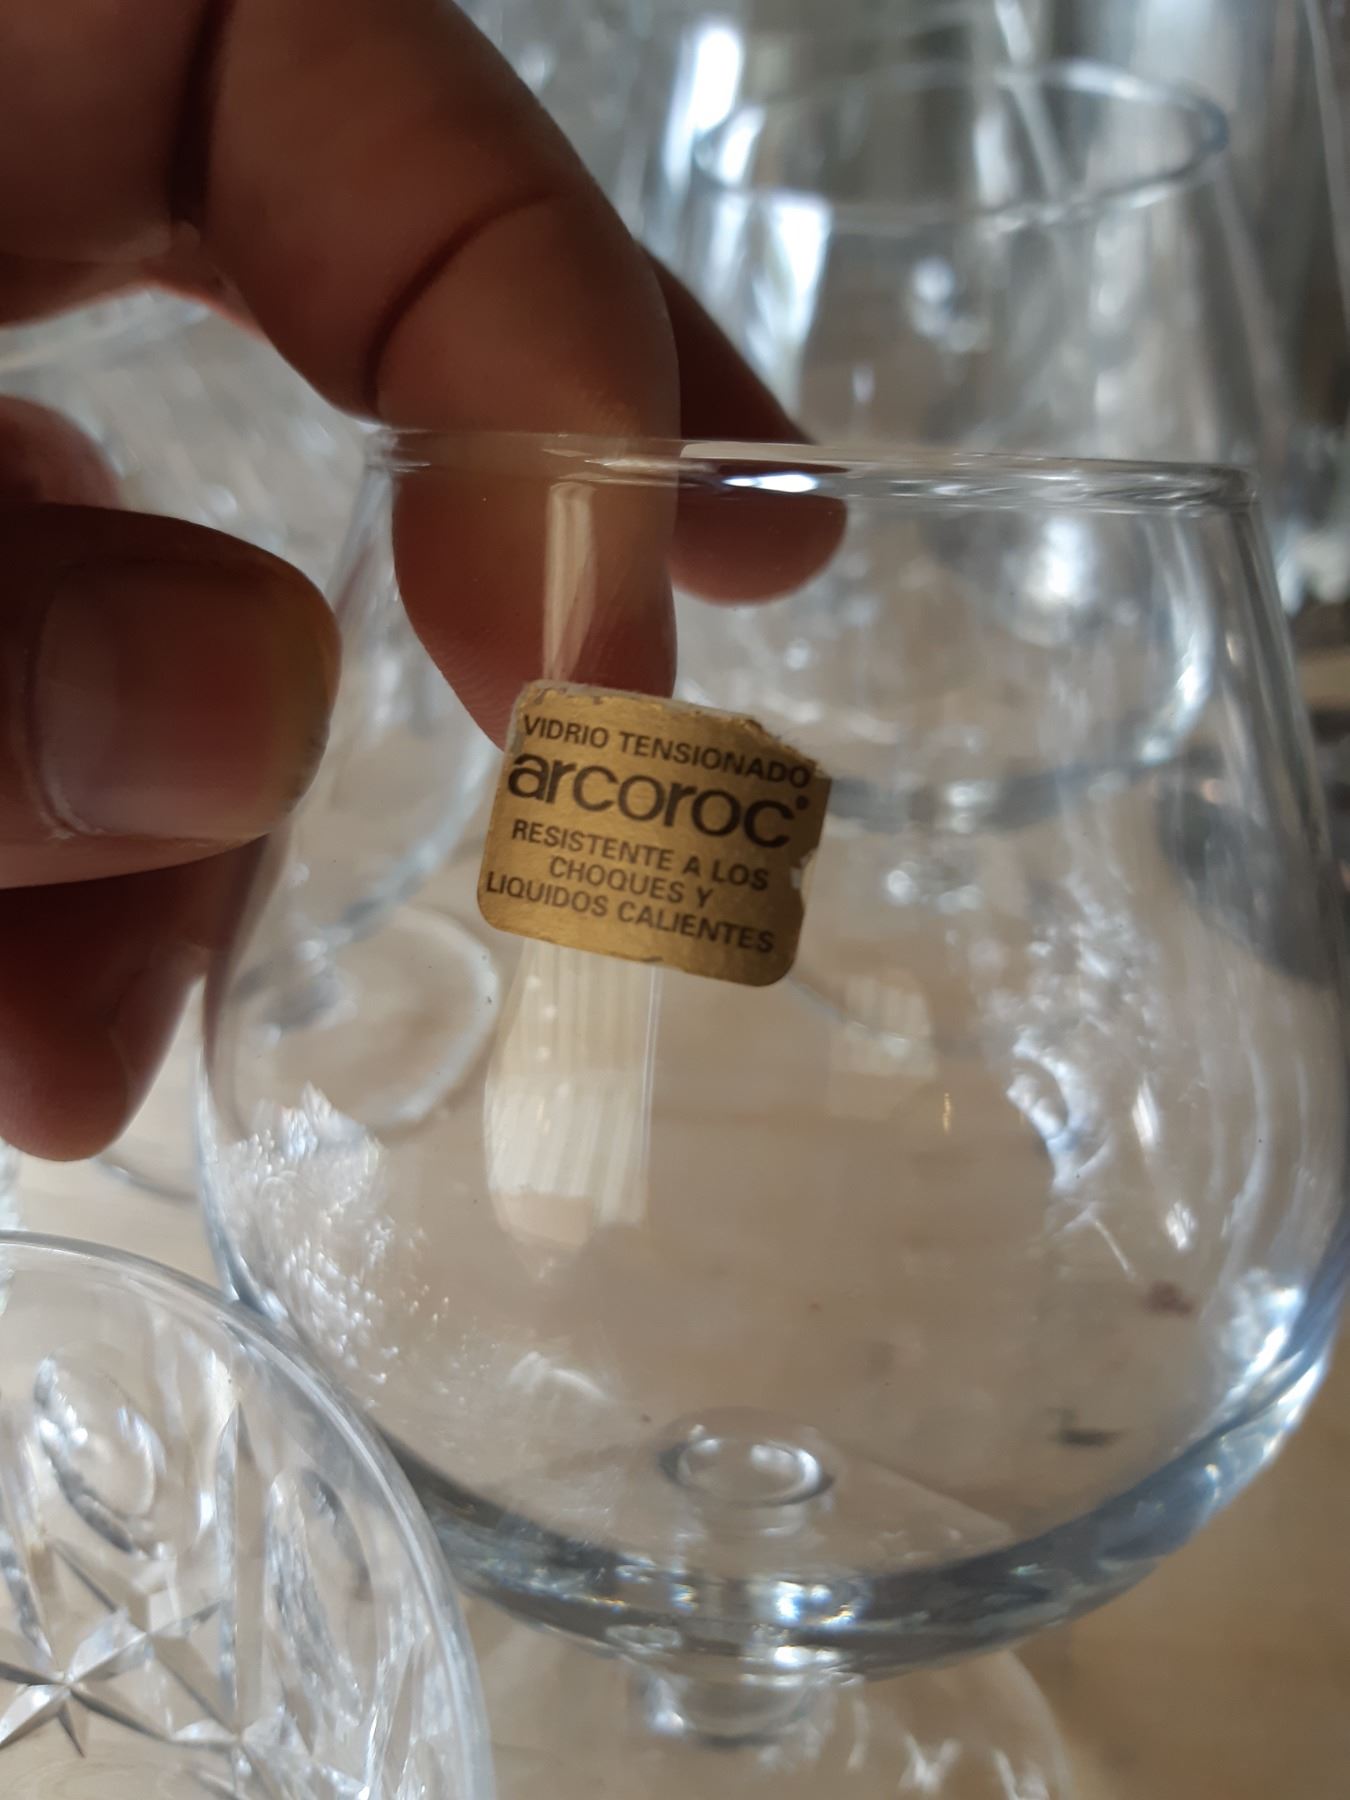 VIDRIO TENSIONADO
arcoroc
RESISTENTE A LOS
CHOQUES Y
LIQUIDOS CALIENTES